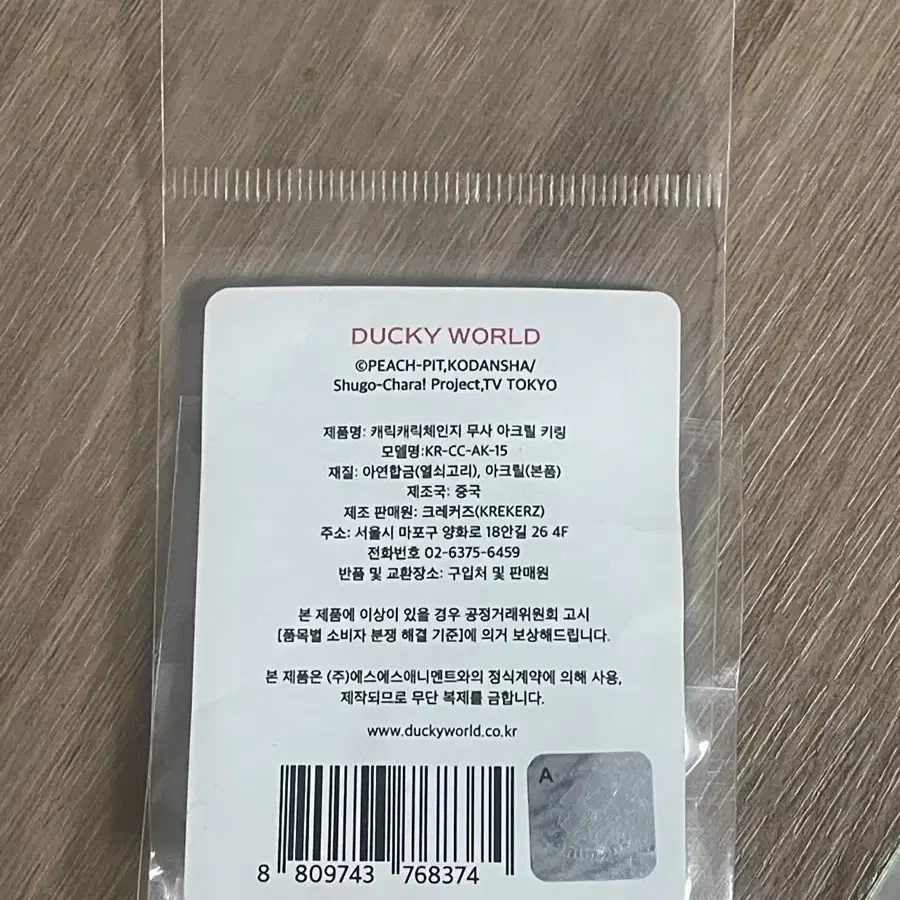 DUCKY WORLD
©PEACH-PIT,KODANSHA/
Shugo-Chara! Project,TV TOKYO
제품명: 캐릭캐릭체인지 무사 아크릴 키링
모델명:KR-CC-AK-15
재질: 아연합금(열쇠고리), 아크릴(본품)
제조국: 중국
제조 판매원: 크레커즈(KREKERZ)
주소: 서울시 마포구 양화로 18안길 26 4F
전화번호 02-6375-6459
반품 및 교환장소: 구입처 및 판매원
본 제품에 이상이 있을 경우 공정거래위원회 고시
[품목별 소비자 분쟁 해결 기준]에 의거 보상해드립니다.
본 제품은 (주)에스에스애니멘트와의 정식계약에 의해 사용,
제작되므로 무단 복제를 금합니다.
www.duckyworld.co.kr
A
8 809743 768374